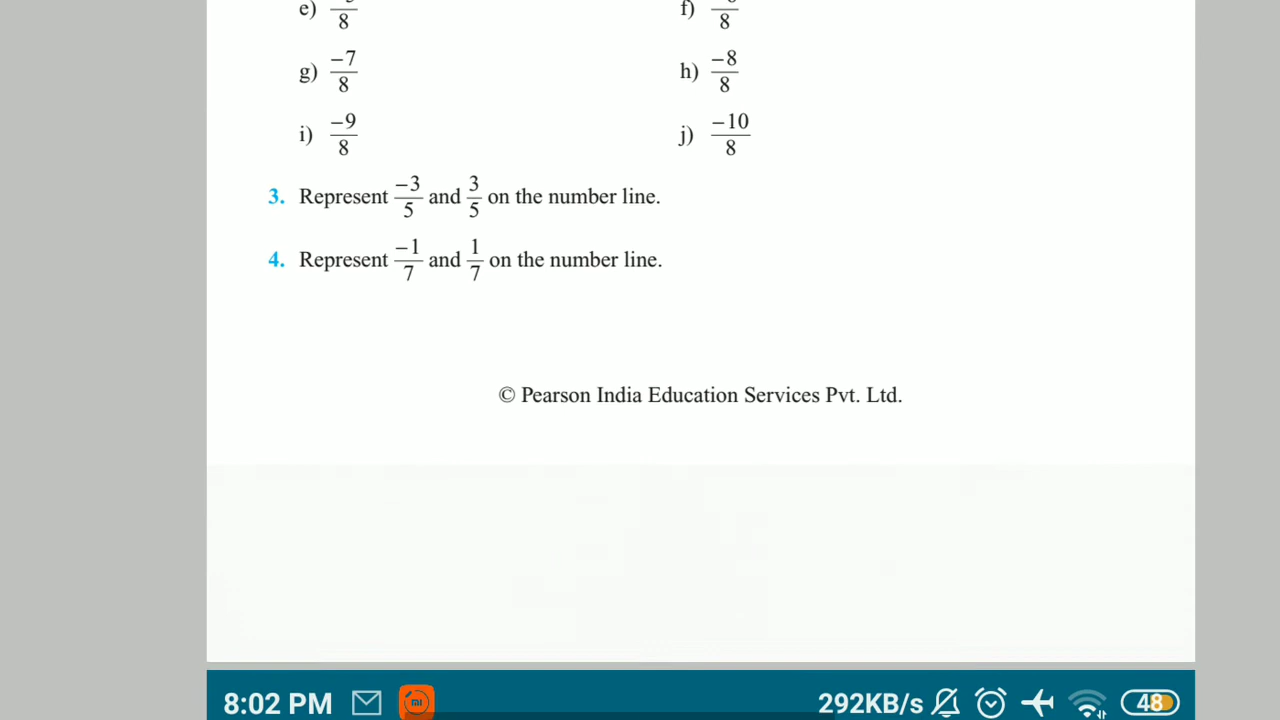 e) 8 f) 8
g) −7/8 h) −8/8
i) −9/8 j) −10/8
3. Represent −3/5 and 3/5 on the number line.
4. Represent −1/7 and 1/7 on the number line.
© Pearson India Education Services Pvt. Ltd.
8:02 PM mi 292KB/s 48